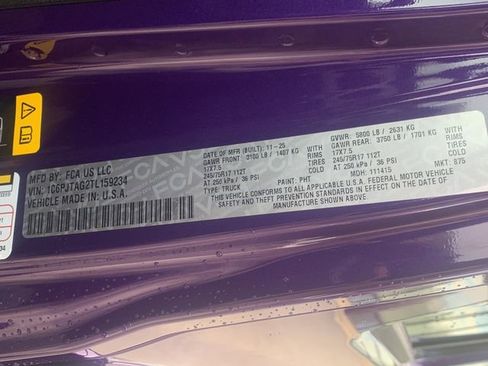 MFD BY: FCA US LLC
VIN: 1C6PJTAG2TL159234
VEHICLE MADE IN: U.S.A.
DATE OF MFR (BUILT): 11-25
GAWR FRONT: 3100 LB / 1407 KG
17X7.5
245/75R17 112T
AT 250 kPa / 36 PSI
TYPE: TRUCK
RIMS
TIRES
PAINT: PHT
GVWR: 5800 LB / 2631 KG
GAWR REAR: 3750 LB / 1701 KG
17X7.5
245/75R17 112T
AT 250 kPa / 36 PSI
MDH: 111415
RIMS
TIRES
MKT: 875
THIS VEHICLE CONFORMS TO ALL APPLICABLE U.S.A. FEDERAL MOTOR VEHICLE
SAFETY, BUMPER, AND THEFT PREVENTION STANDARDS IN EFFECT ON
THE DATE OF MANUFACTURE SHOWN ABOVE.